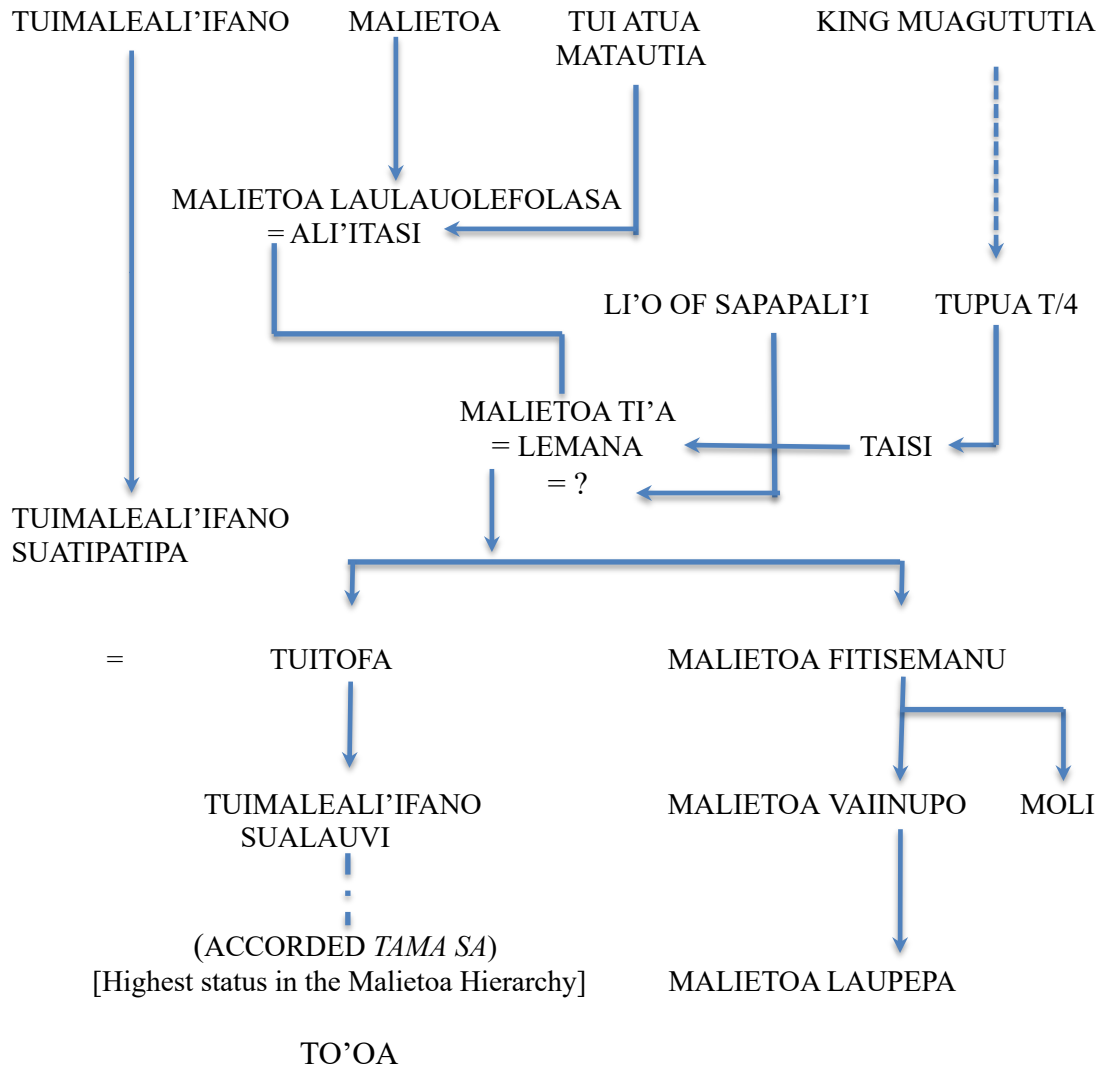 TUIMALEALI’IFANO
MALIETOA
TUI ATUA
MATAUTIA
KING MUAGUTUTIA
MALIETOA LAULAUOLEFOLASA
= ALI’ITASI
LI’O OF SAPAPALI’I
TUPUA T/4
MALIETOA TI’A
= LEMANA
= ?
TAISI
TUIMALEALI’IFANO
SUATIPATIPA
=
TUITOFA
MALIETOA FITISEMANU
TUIMALEALI’IFANO
SUALAUVI
MALIETOA VAIINUPO
MOLI
(ACCORDED TAMA SA)
[Highest status in the Malietoa Hierarchy]
MALIETOA LAUPEPA
TO’OA